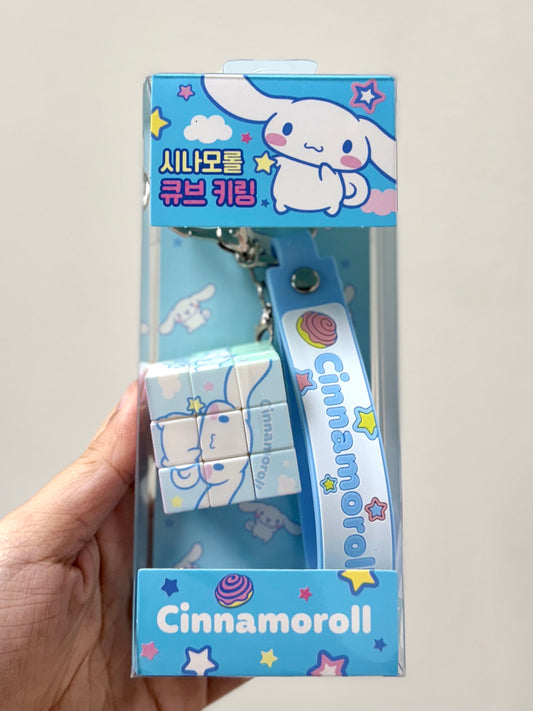 시나모롤
큐브 키링
Cinnamoroll
Cinnamoroll
Cinnamoroll